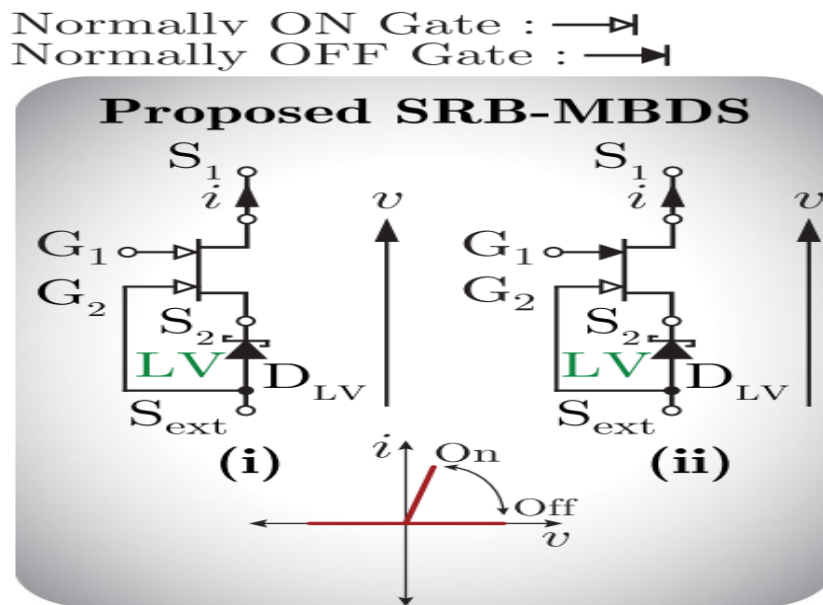 Normally ON Gate :
Normally OFF Gate :
Proposed SRB-MBDS
S1
i
v
G1
G2
S2
LV
DLV
Sext
(i)
S1
i
v
G1
G2
S2
LV
DLV
Sext
(ii)
i
On
Off
v